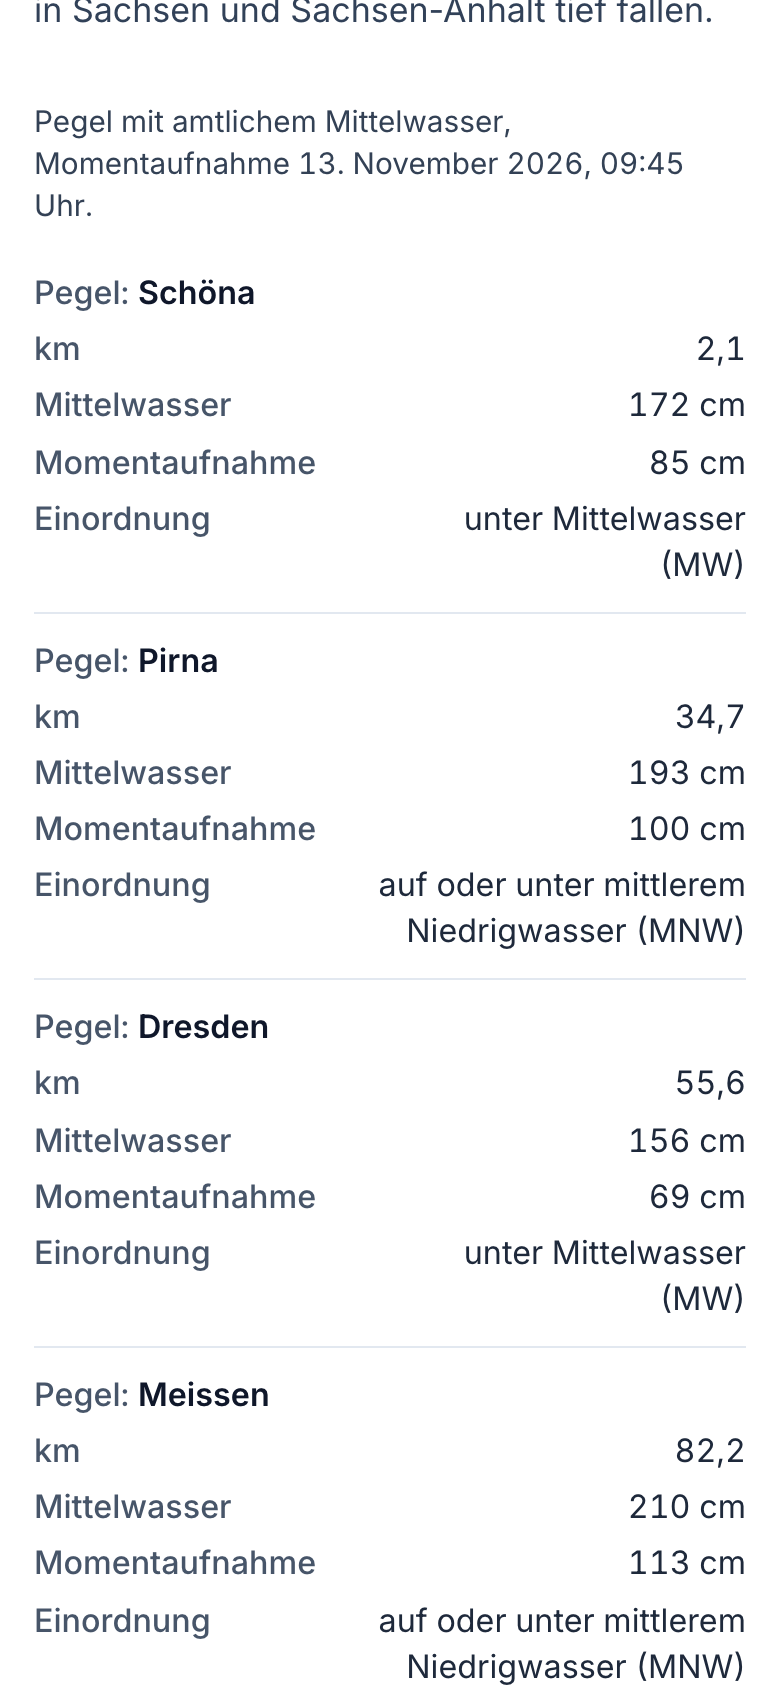 in Sachsen und Sachsen-Anhalt tief fallen.
Pegel mit amtlichem Mittelwasser,
Momentaufnahme 13. November 2026, 09:45
Uhr.
Pegel: Schöna
km 2,1
Mittelwasser 172 cm
Momentaufnahme 85 cm
Einordnung unter Mittelwasser
(MW)
Pegel: Pirna
km 34,7
Mittelwasser 193 cm
Momentaufnahme 100 cm
Einordnung auf oder unter mittlerem
Niedrigwasser (MNW)
Pegel: Dresden
km 55,6
Mittelwasser 156 cm
Momentaufnahme 69 cm
Einordnung unter Mittelwasser
(MW)
Pegel: Meissen
km 82,2
Mittelwasser 210 cm
Momentaufnahme 113 cm
Einordnung auf oder unter mittlerem
Niedrigwasser (MNW)